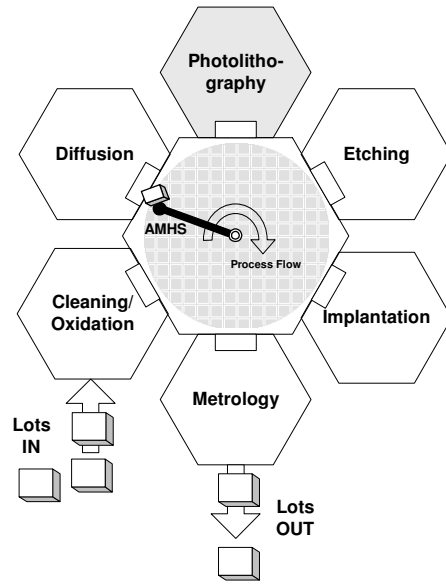 Photolitho-
graphy
Diffusion
Etching
AMHS
Process Flow
Cleaning/
Oxidation
Implantation
Metrology
Lots
IN
Lots
OUT